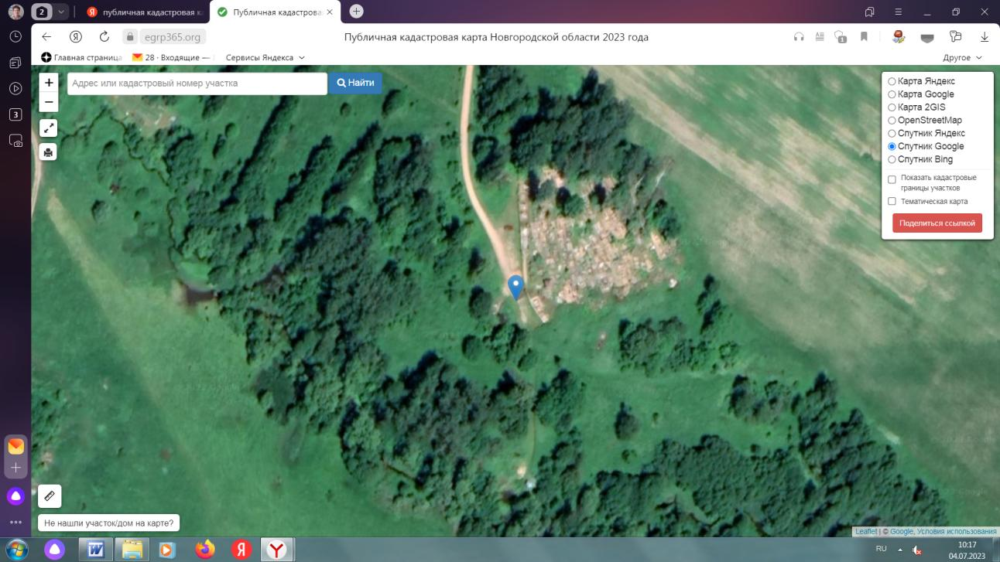 2
публичная кадастровая ка
Публичная кадастрова
egrp365.org
Публичная кадастровая карта Новгородской области 2023 года
1
Главная страница
28 · Входящие —
Сервисы Яндекса
Другое
3
+
−
Адрес или кадастровый номер участка
Найти
Карта Яндекс
Карта Google
Карта 2GIS
OpenStreetMap
Спутник Яндекс
Спутник Google
Спутник Bing
Показать кадастровые
границы участков
Тематическая карта
Поделиться ссылкой
Не нашли участок/дом на карте?
Leaflet | © Google, Условия использования
RU
10:17
04.07.2023